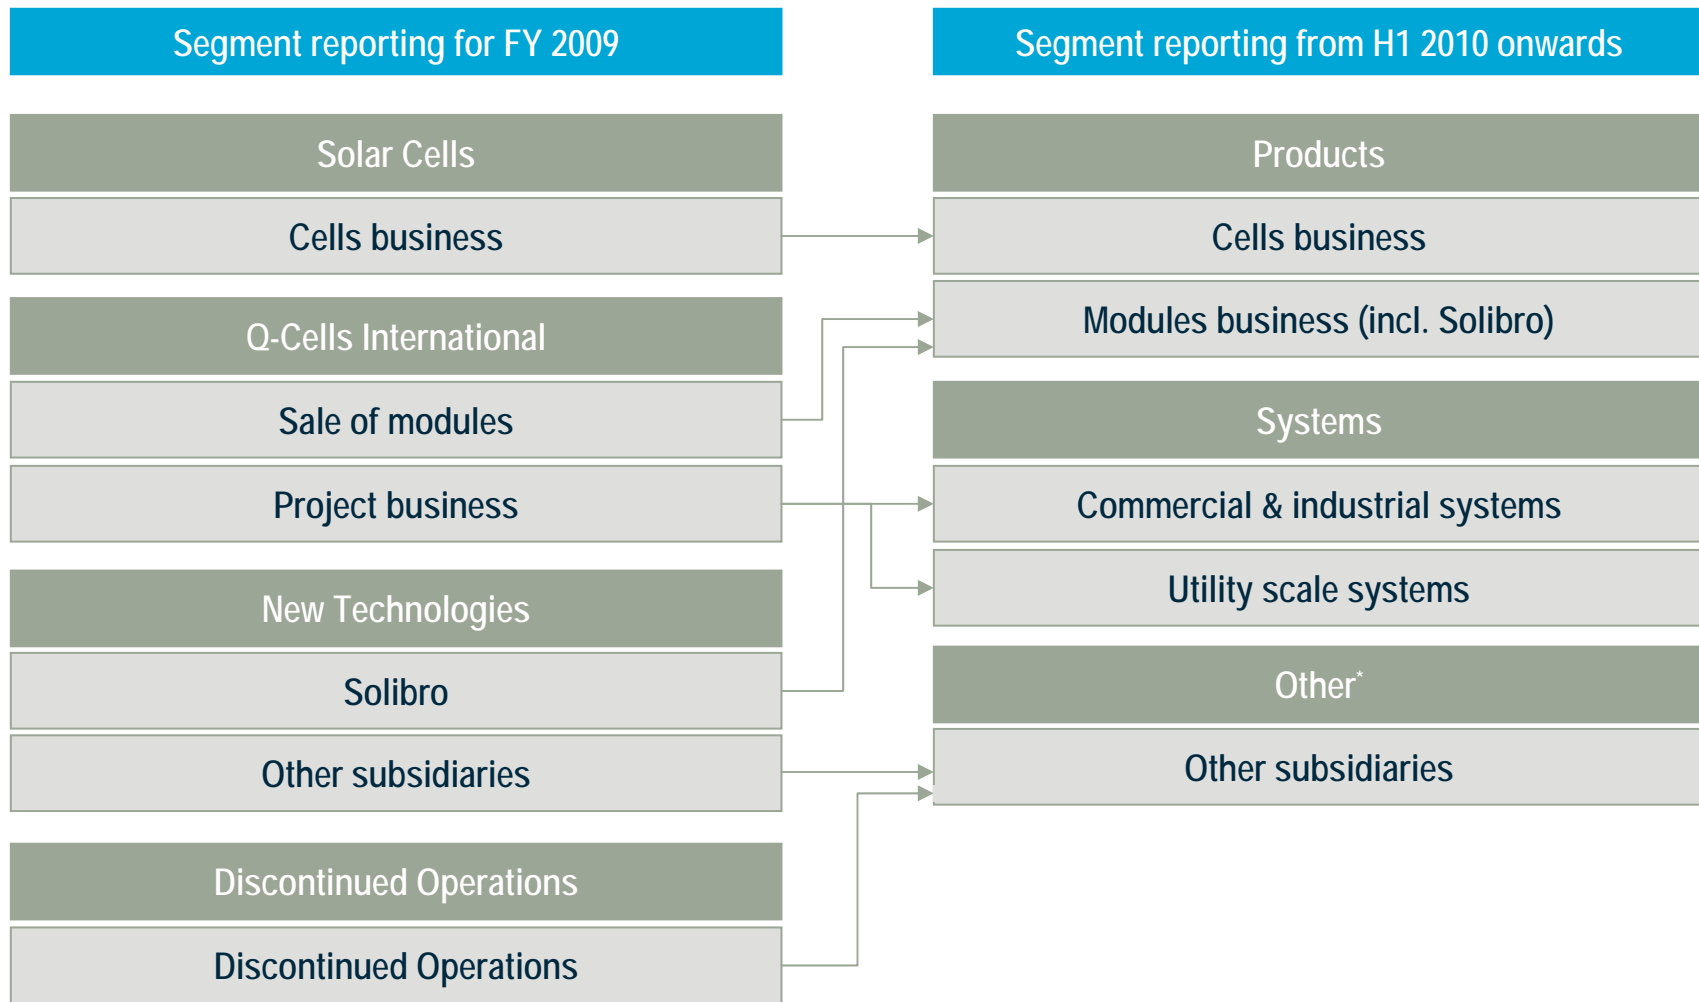 Segment reporting for FY 2009
Solar Cells
Cells business
Q-Cells International
Sale of modules
Project business
New Technologies
Solibro
Other subsidiaries
Discontinued Operations
Discontinued Operations
Segment reporting from H1 2010 onwards
Products
Cells business
Modules business (incl. Solibro)
Systems
Commercial & industrial systems
Utility scale systems
Other*
Other subsidiaries